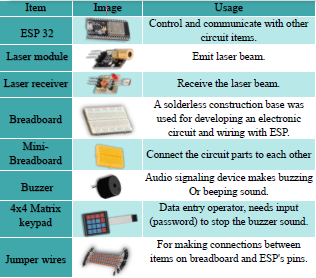 Item Image Usage
ESP 32 Control and communicate with other
circuit items.
Laser module Emit laser beam.
Laser receiver Receive the laser beam.
Breadboard A solderless construction base was
used for developing an electronic
circuit and wiring with ESP.
Mini-
Breadboard Connect the circuit parts to each other
Buzzer Audio signaling device makes buzzing
Or beeping sound.
4x4 Matrix
keypad Data entry operator, needs input
(password) to stop the buzzer sound.
Jumper wires For making connections between
items on breadboard and ESP's pins.